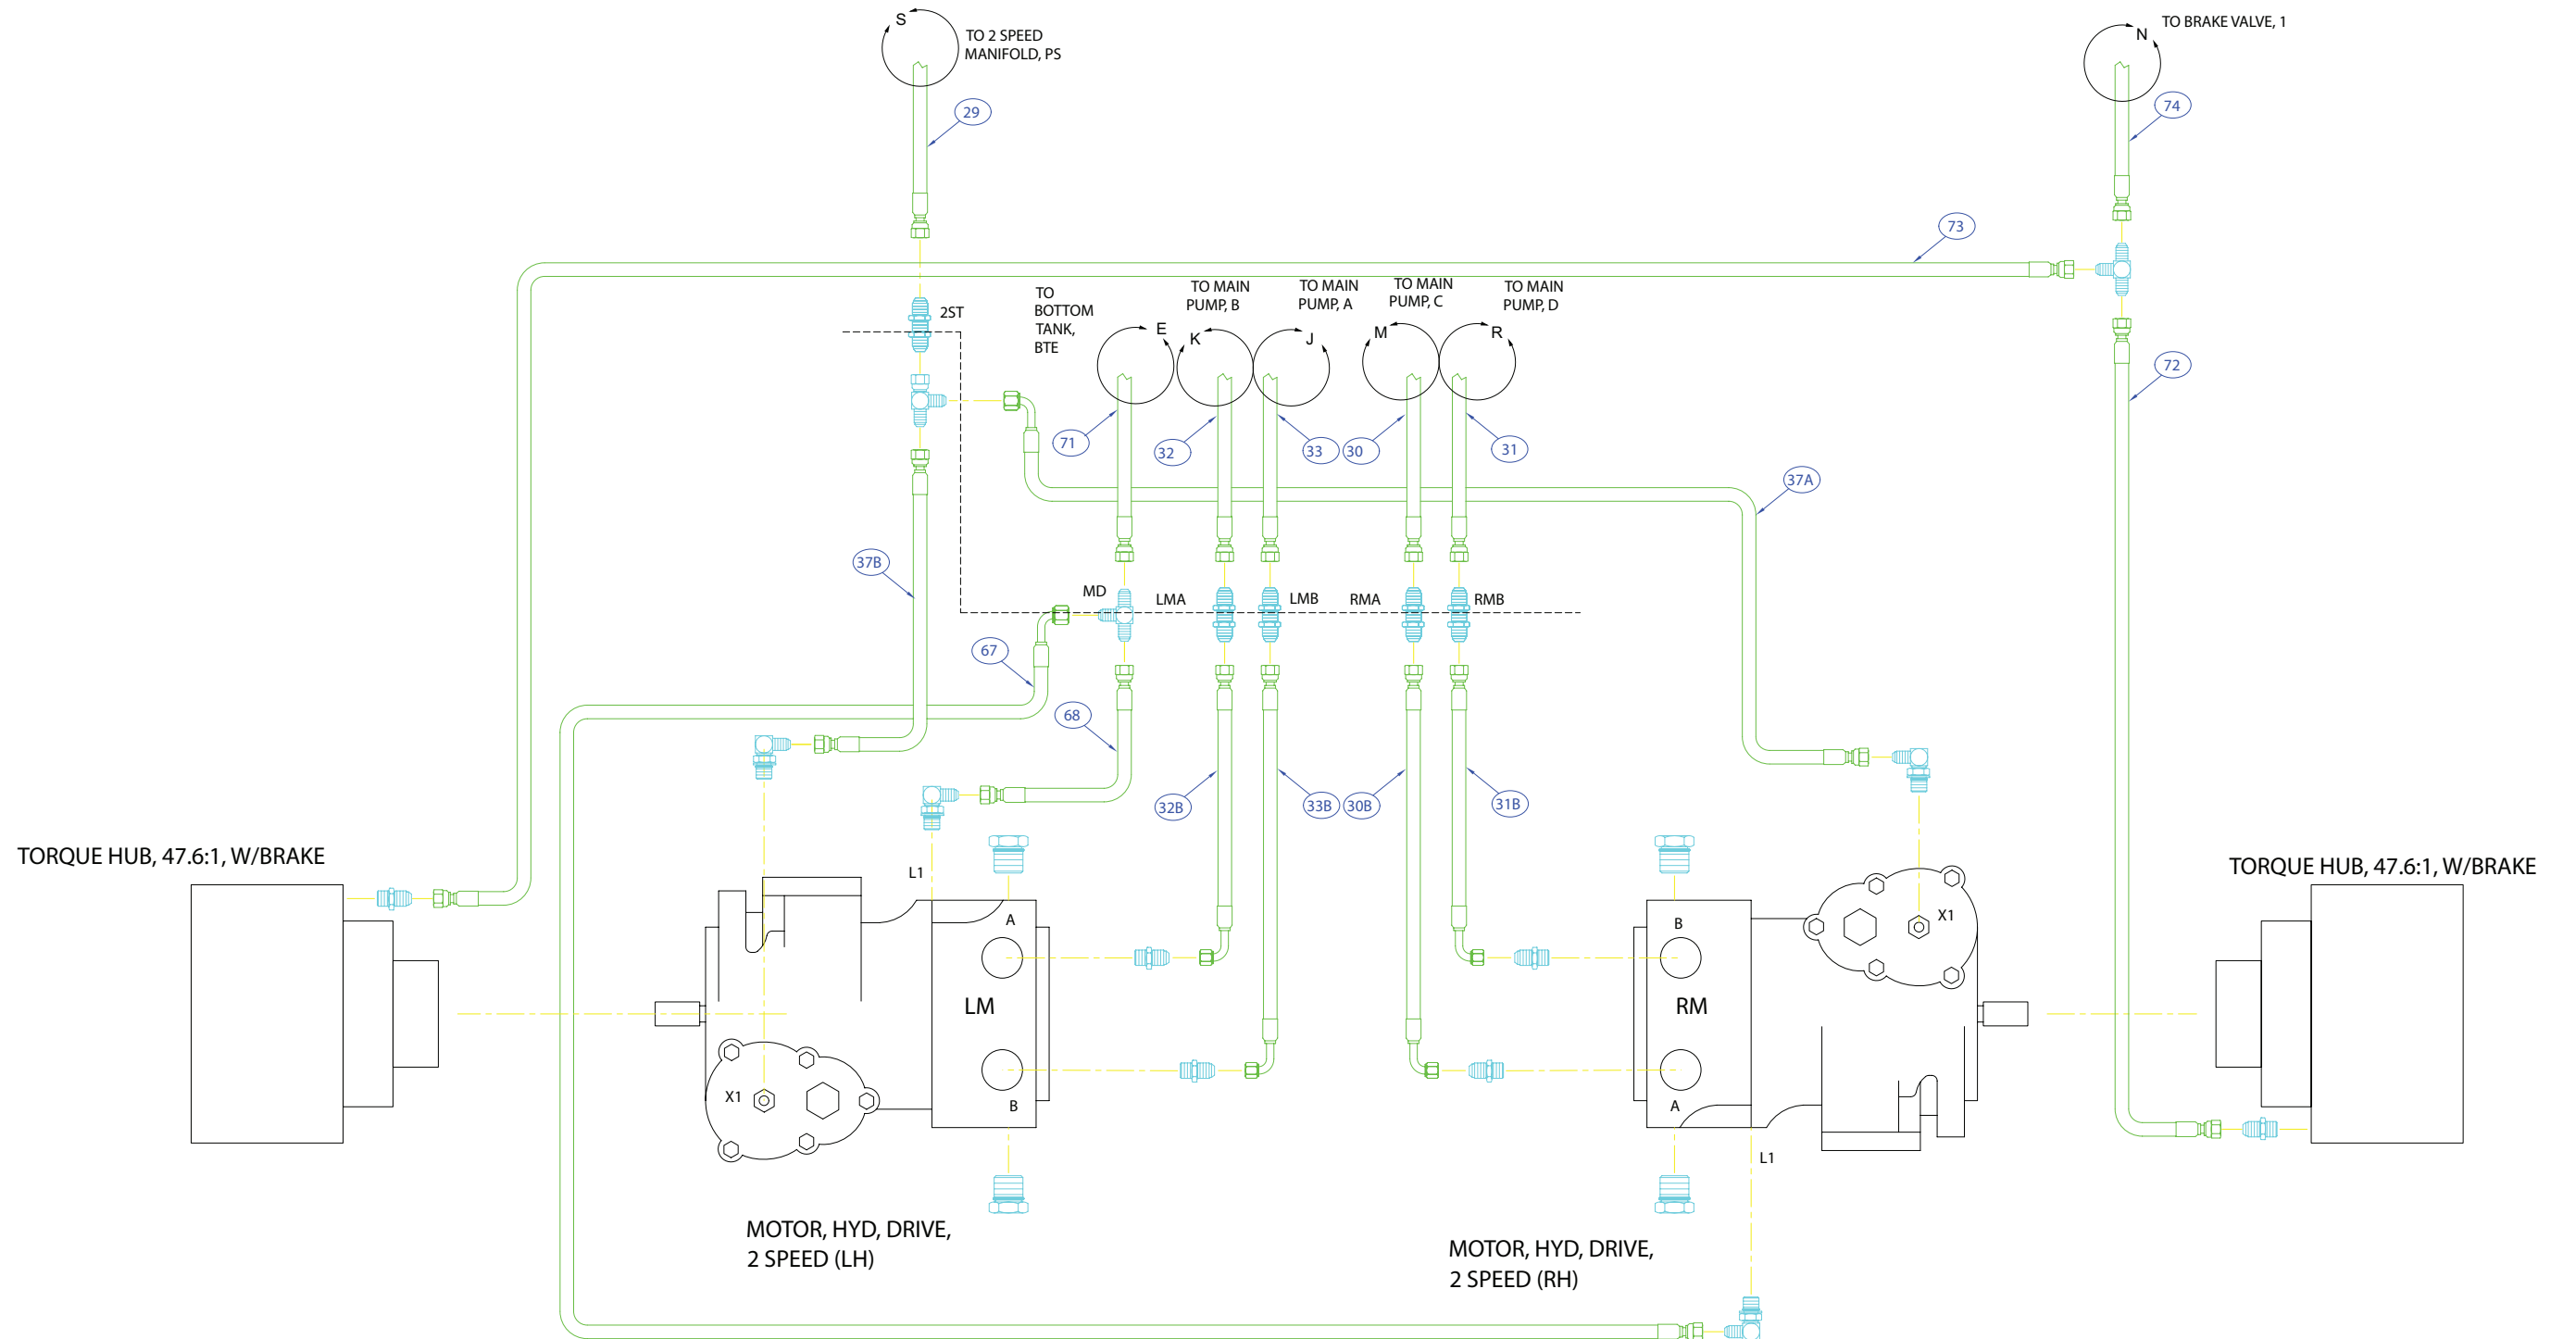 S
TO 2 SPEED
MANIFOLD, PS
N
TO BRAKE VALVE, 1
29
74
73
TO
BOTTOM
TANK,
BTE
TO MAIN
PUMP, B
TO MAIN
PUMP, A
TO MAIN
PUMP, C
TO MAIN
PUMP, D
2ST
E
K
J
M
R
72
71
32
33
30
31
37A
37B
MD
LMA
LMB
RMA
RMB
67
68
32B
33B
30B
31B
TORQUE HUB, 47.6:1, W/BRAKE
TORQUE HUB, 47.6:1, W/BRAKE
L1
A
B
X1
LM
RM
X1
B
A
L1
MOTOR, HYD, DRIVE,
2 SPEED (LH)
MOTOR, HYD, DRIVE,
2 SPEED (RH)